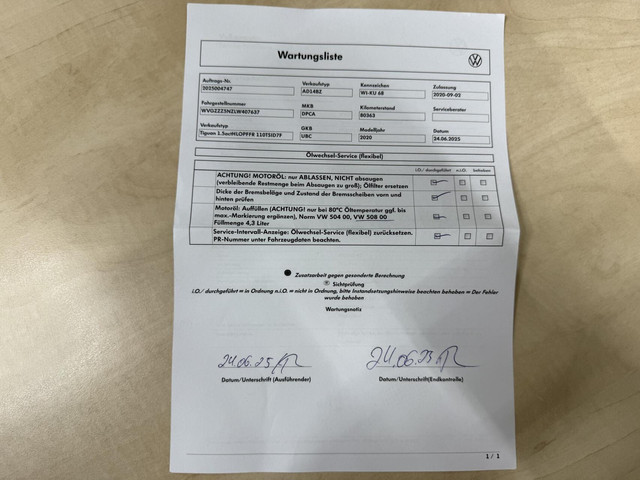 Wartungsliste
Auftrags-Nr. Verkaufstyp Kennzeichen Zulassung
2025004747 AD14BZ WI-KU 68 2020-09-02
Fahrgestellnummer MKB Kilometerstand Serviceberater
WVGZZZ5NZLW407637 DPCA 80363
Verkaufstyp GKB Modelljahr Datum
Tiguan UBC 2020 24.06.2025
Ölwechsel-Service (flexibel)
i.O./ durchgeführt n.i.O. behoben
ACHTUNG! MOTORÖL: nur ABLASSEN, NICHT absaugen
(verbleibende Restmenge beim Absaugen zu groß); Ölfilter ersetzen
Dicke der Bremsbeläge und Zustand der Bremsscheiben vorn und
hinten prüfen
Motoröl: Auffüllen (ACHTUNG! nur bei 80°C Öltemperatur ggf. bis
max.-Markierung ergänzen), Norm VW 504 00, VW 508 00
Füllmenge 4,3 Liter
Service-Intervall-Anzeige: Ölwechsel-Service (flexibel) zurücksetzen.
PR-Nummer unter Fahrzeugdaten beachten.
Zusatzarbeit gegen gesonderte Berechnung
Sichtprüfung
i.O./ durchgeführt = in Ordnung n.i.O. = nicht in Ordnung, bitte Instandsetzungshinweise beachten behoben = Der Fehler
wurde behoben
Wartungsnotiz
24.06.25 24.06.25
Datum/Unterschrift (Ausführender) Datum/Unterschrift(Endkontrolle)
1 / 1